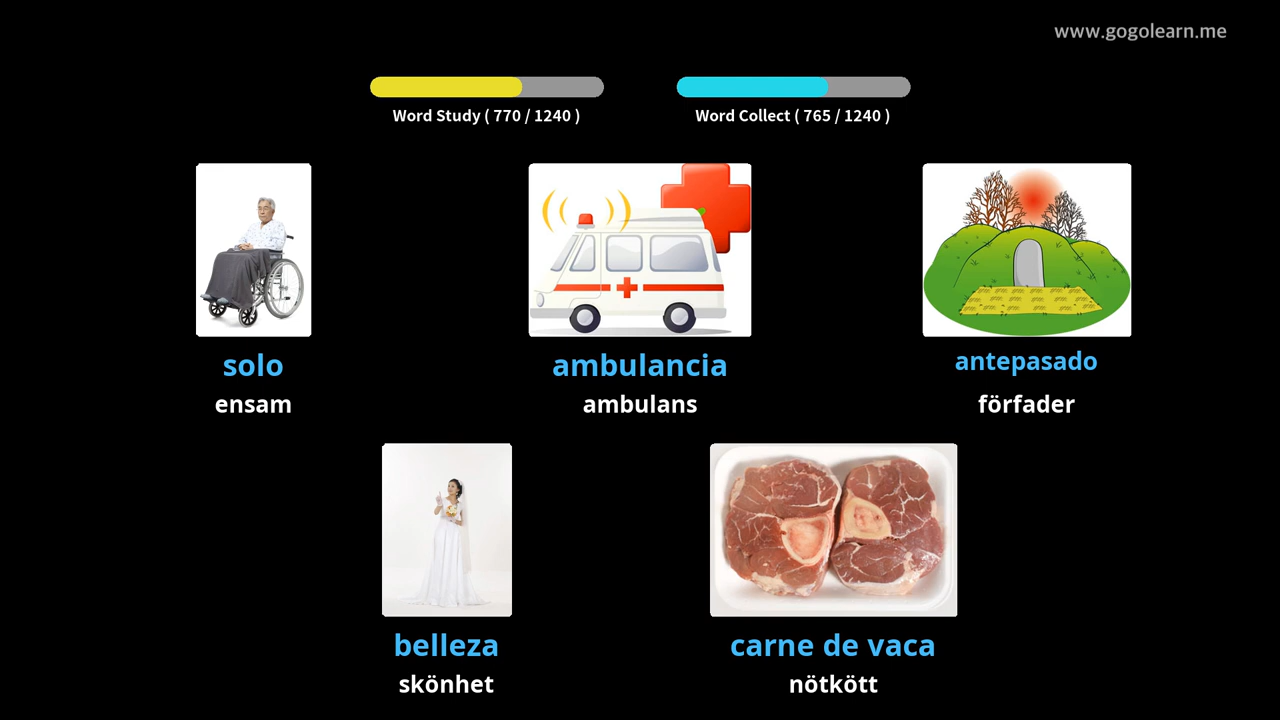 www.gogolearn.me
Word Study ( 770 / 1240 )
Word Collect ( 765 / 1240 )
solo
ensam
ambulancia
ambulans
antepasado
förfader
belleza
skönhet
carne de vaca
nötkött